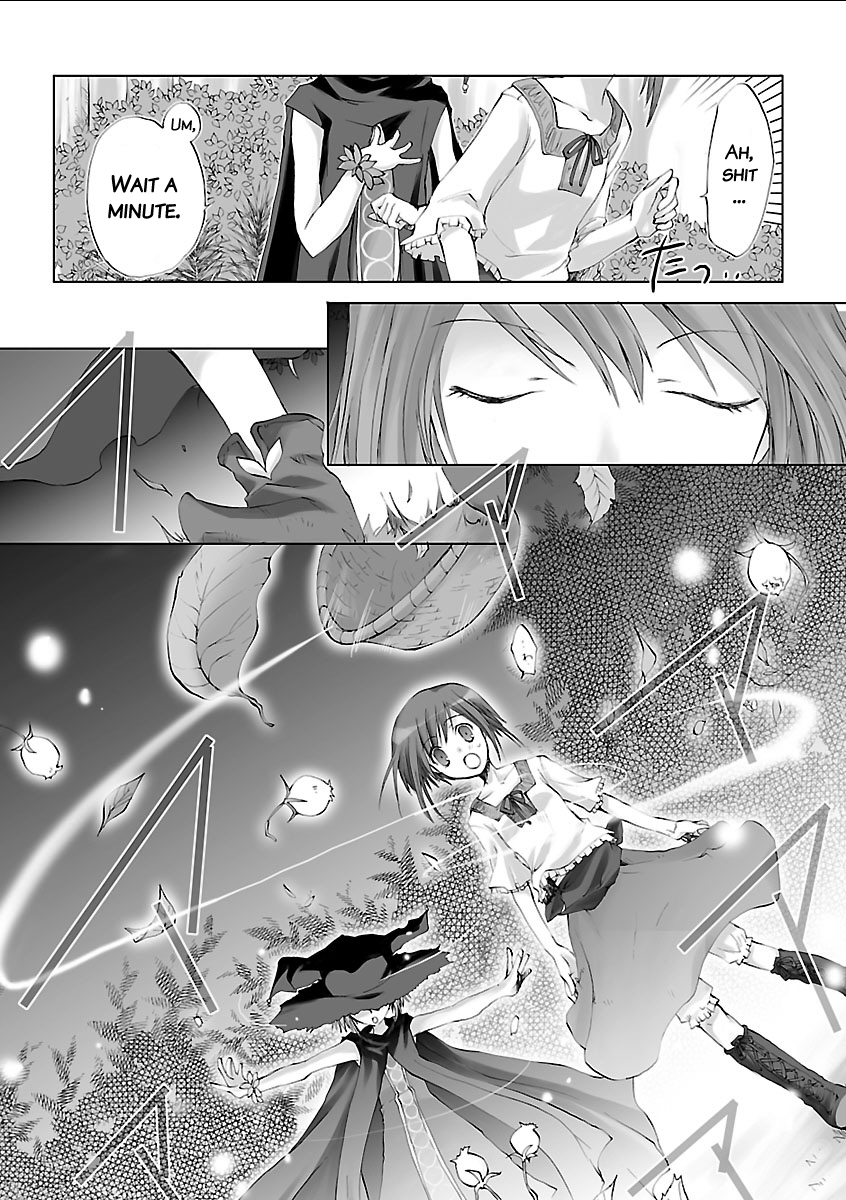 AH,
SHIT
...
UM,
WAIT A
MINUTE.
たっ..